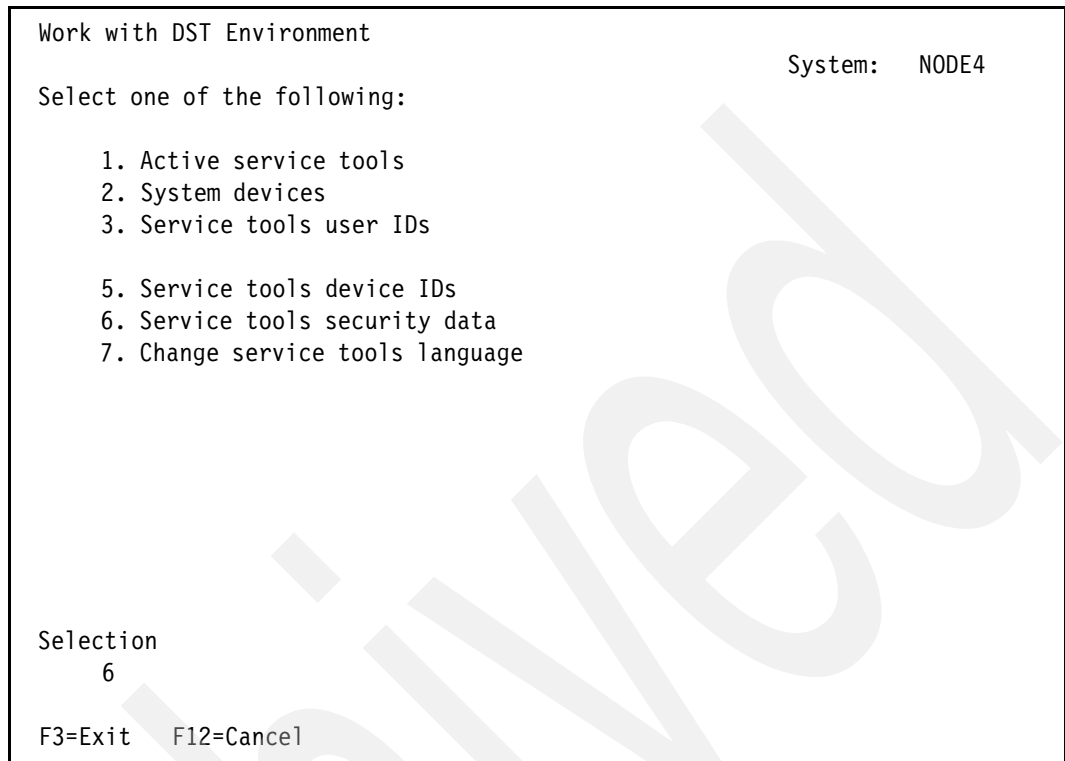 Work with DST Environment
System: NODE4
Select one of the following:
1. Active service tools
2. System devices
3. Service tools user IDs
5. Service tools device IDs
6. Service tools security data
7. Change service tools language
Selection
6
F3=Exit F12=Cancel